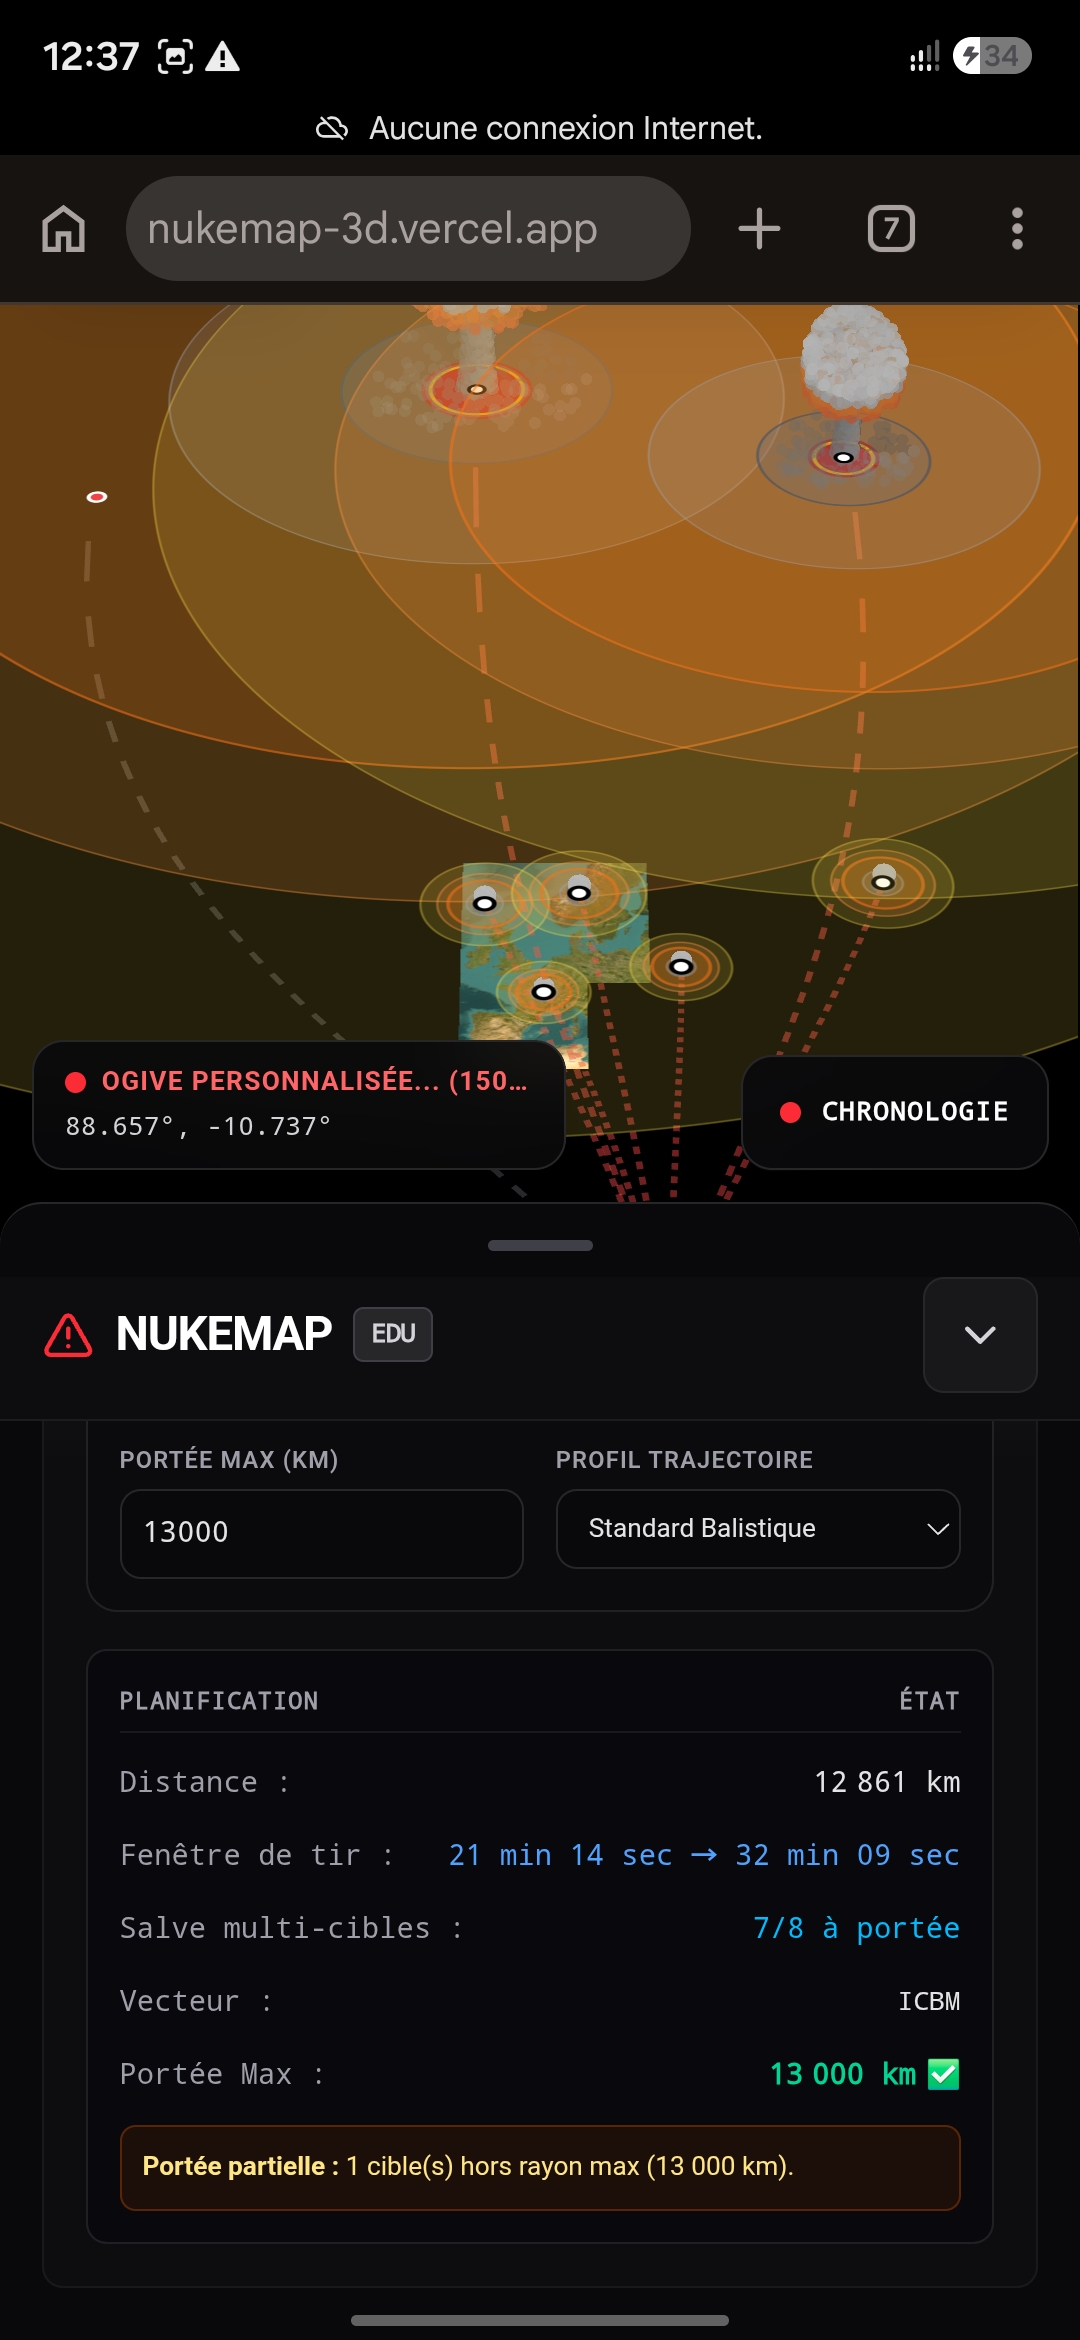 12:37
34
Aucune connexion Internet.
nukemap-3d.vercel.app
7
OGIVE PERSONNALISÉE... (150…
88.657°, -10.737°
CHRONOLOGIE
NUKEMAP EDU
PORTÉE MAX (KM)
PROFIL TRAJECTOIRE
13000
Standard Balistique
PLANIFICATION
ÉTAT
Distance :
12 861 km
Fenêtre de tir :
21 min 14 sec → 32 min 09 sec
Salve multi-cibles :
7/8 à portée
Vecteur :
ICBM
Portée Max :
13 000 km ✅
Portée partielle : 1 cible(s) hors rayon max (13 000 km).